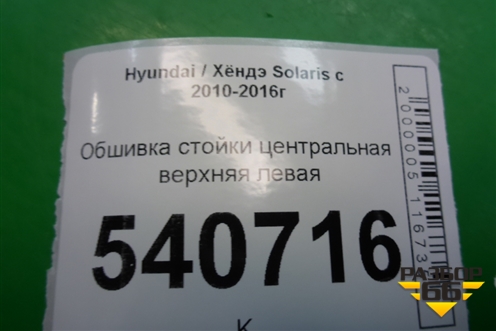 Hyundai / Хёндэ Solaris с
2010-2016г
Обшивка стойки центральная
верхняя левая
540716
К
РАЗБОР
66